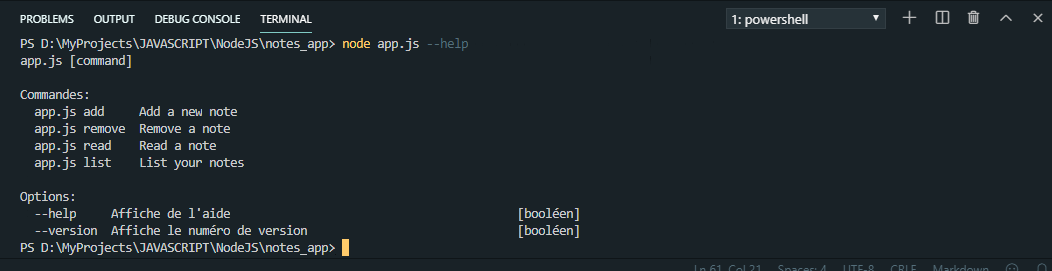 PROBLEMS OUTPUT DEBUG CONSOLE TERMINAL 1: powershell
PS D:\MyProjects\JAVASCRIPT\NodeJS\notes_app> node app.js --help
app.js [command]
Commandes:
app.js add Add a new note
app.js remove Remove a note
app.js read Read a note
app.js list List your notes
Options:
--help Affiche de l'aide [booléen]
--version Affiche le numéro de version [booléen]
PS D:\MyProjects\JAVASCRIPT\NodeJS\notes_app>
Ln 61, Col 21 Spaces: 4 UTF-8 CRLF Markdown